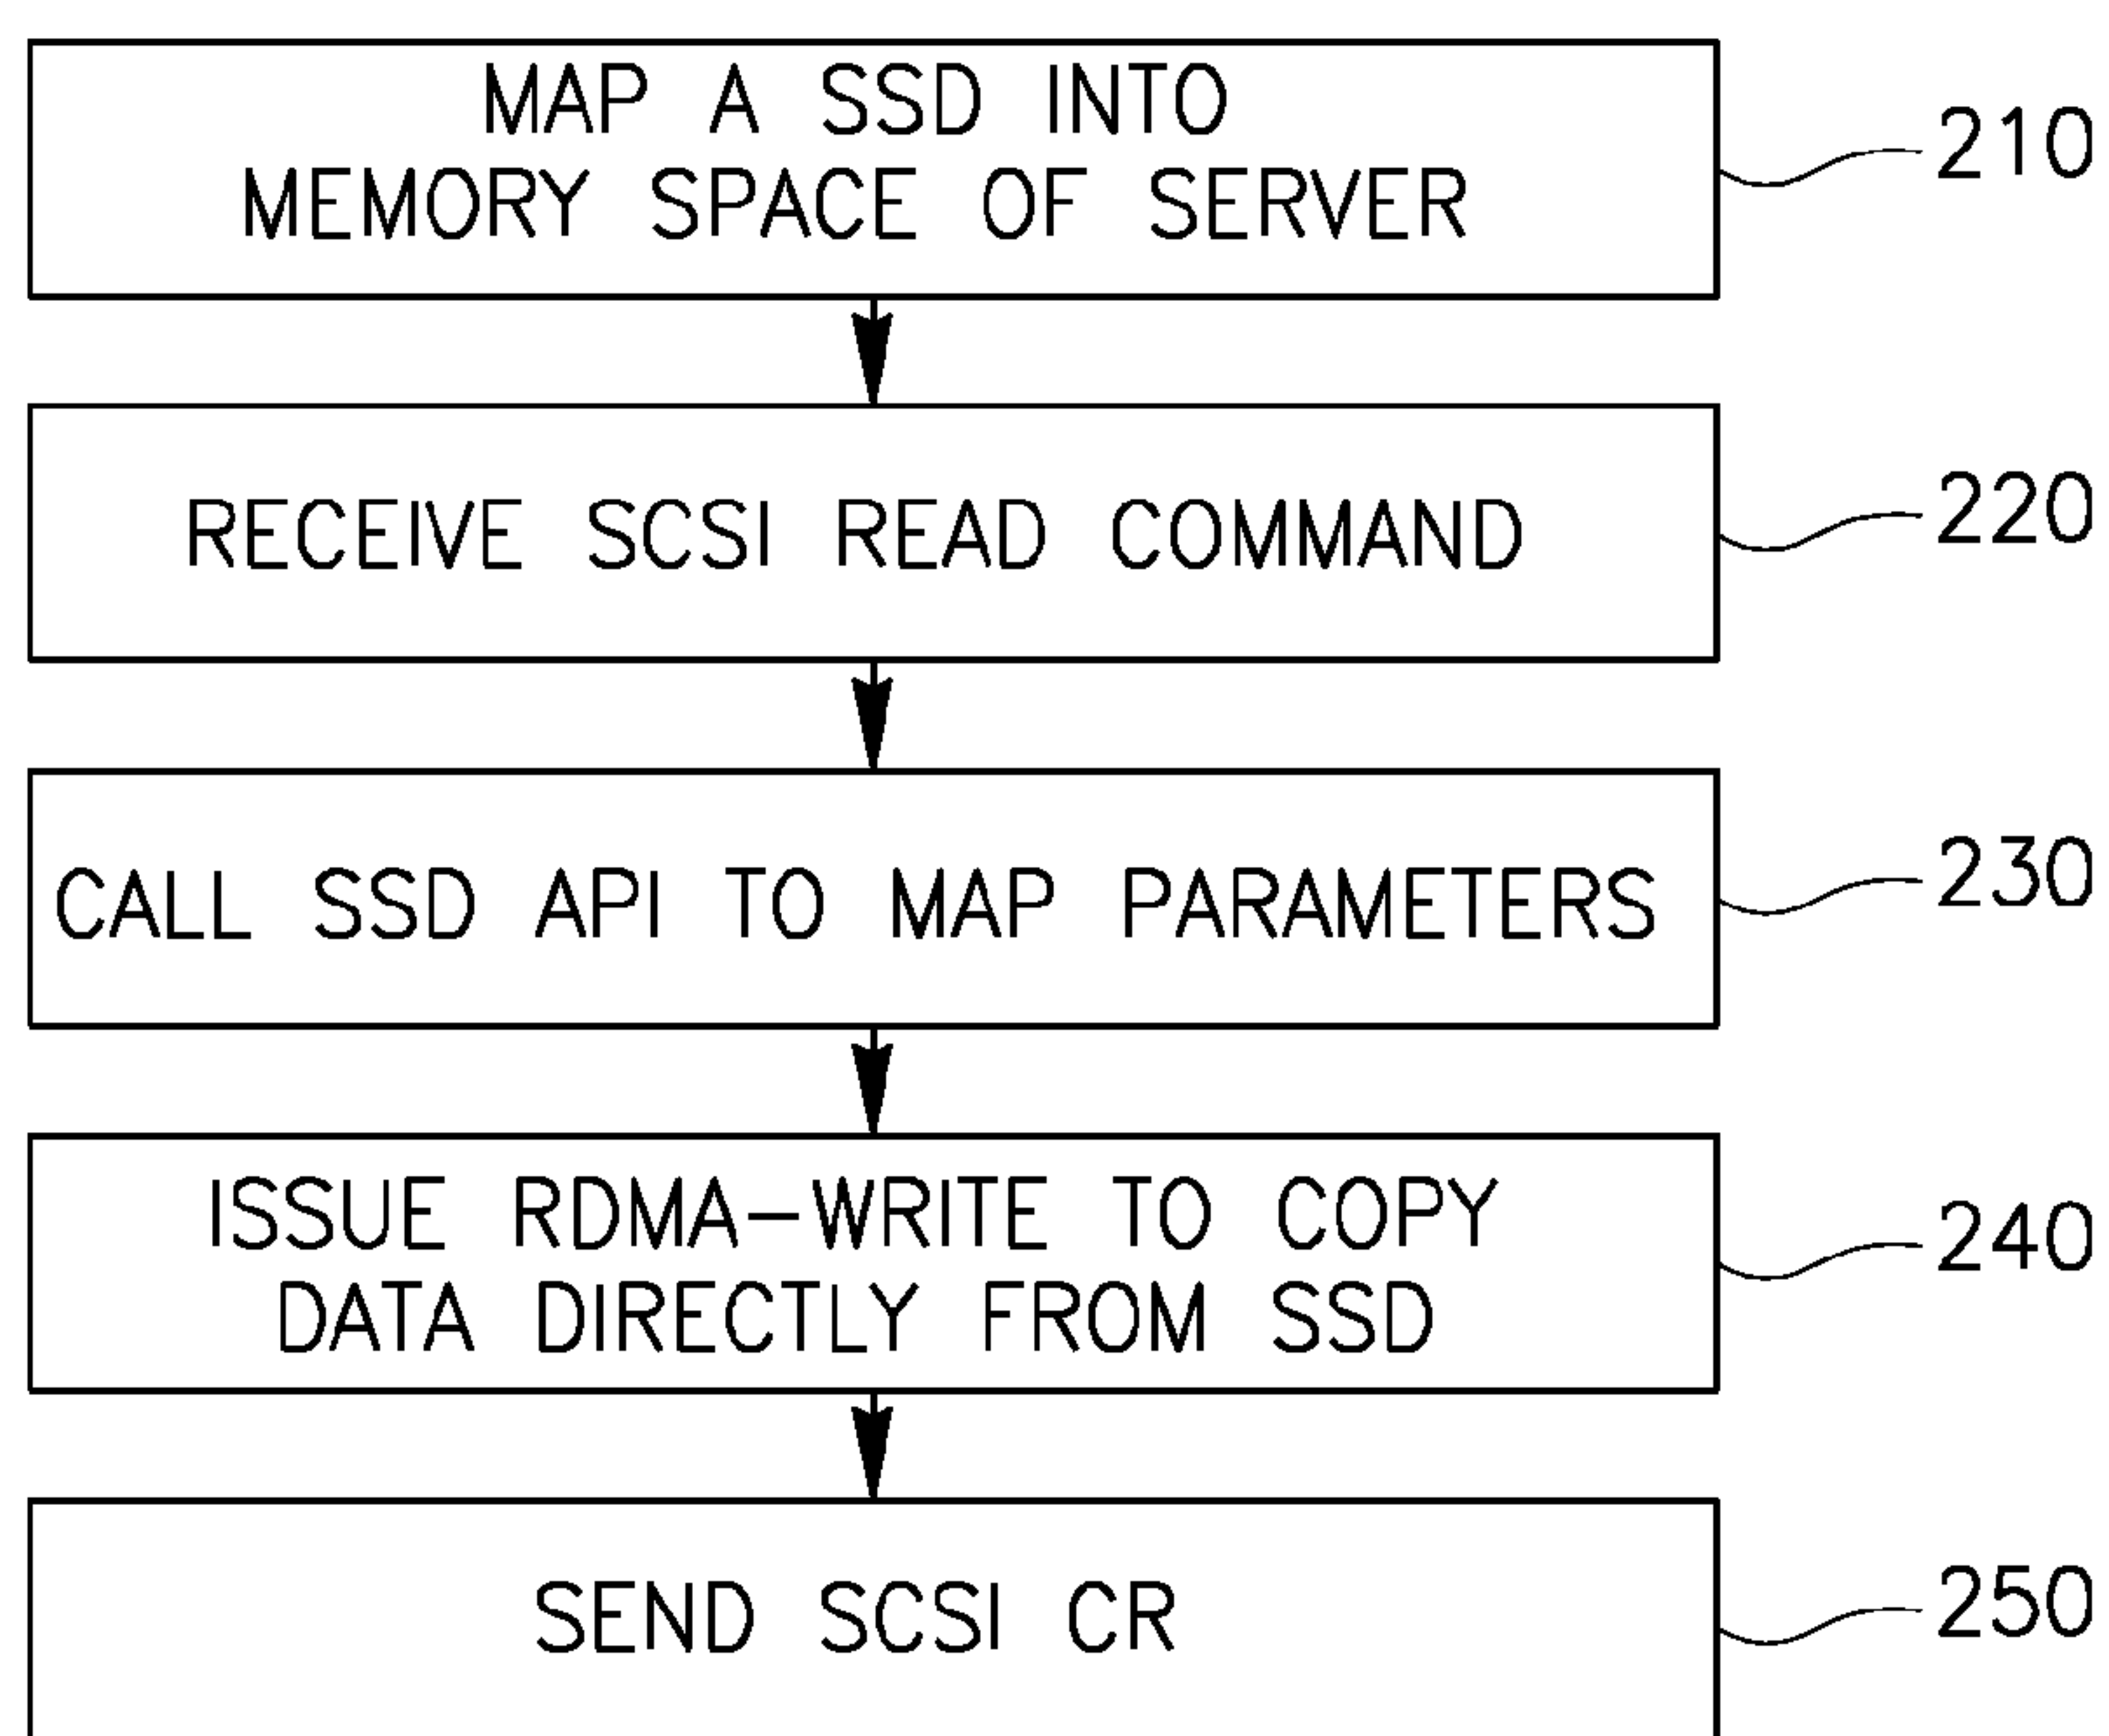 MAP A SSD INTO
MEMORY SPACE OF SERVER
210
RECEIVE SCSI READ COMMAND
220
CALL SSD API TO MAP PARAMETERS
230
ISSUE RDMA-WRITE TO COPY
DATA DIRECTLY FROM SSD
240
SEND SCSI CR
250